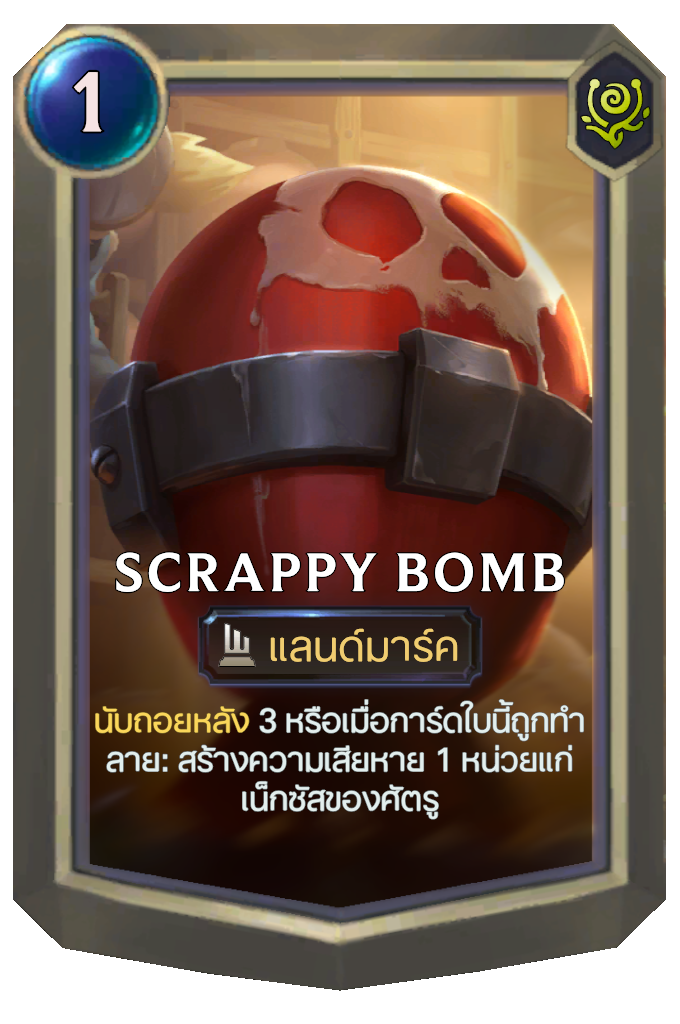 1
SCRAPPY BOMB
แลนด์มาร์ค
นับถอยหลัง 3 หรือเมื่อการ์ดใบนี้ถูกทำ
ลาย: สร้างความเสียหาย 1 หน่วยแก่
เน็กซัสของศัตรู